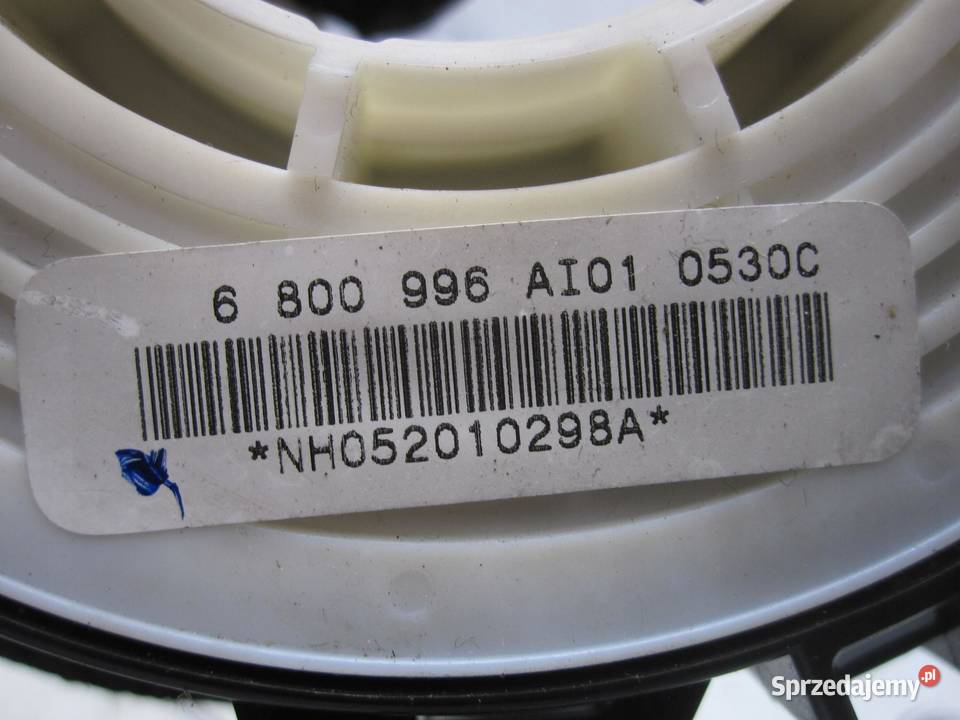 6 800 996 AI01 0530C
*NH052010298A*
Sprzedajemy.pl